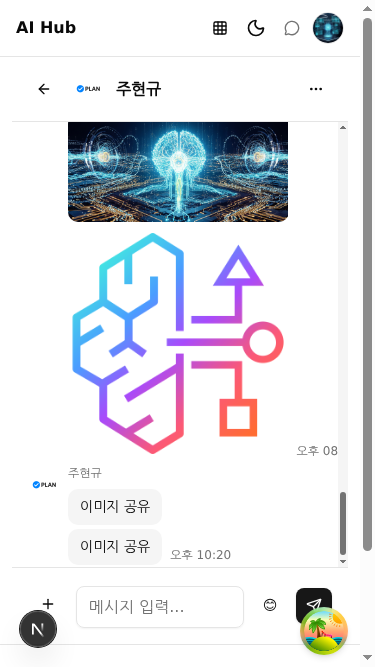 AI Hub
PLAN 주현규
오후 08
주현규
PLAN
이미지 공유
이미지 공유 오후 10:20
메시지 입력...
N